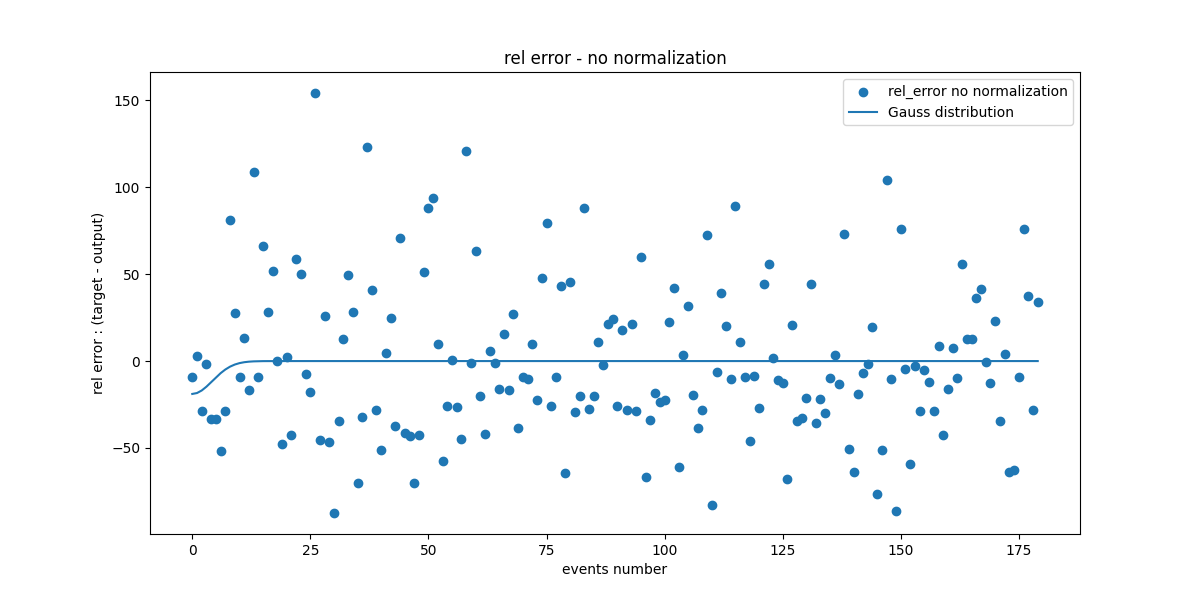 rel error - no normalization
rel_error no normalization
Gauss distribution
rel error : (target - output)
150
100
50
0
−50
0 25 50 75 100 125 150 175
events number